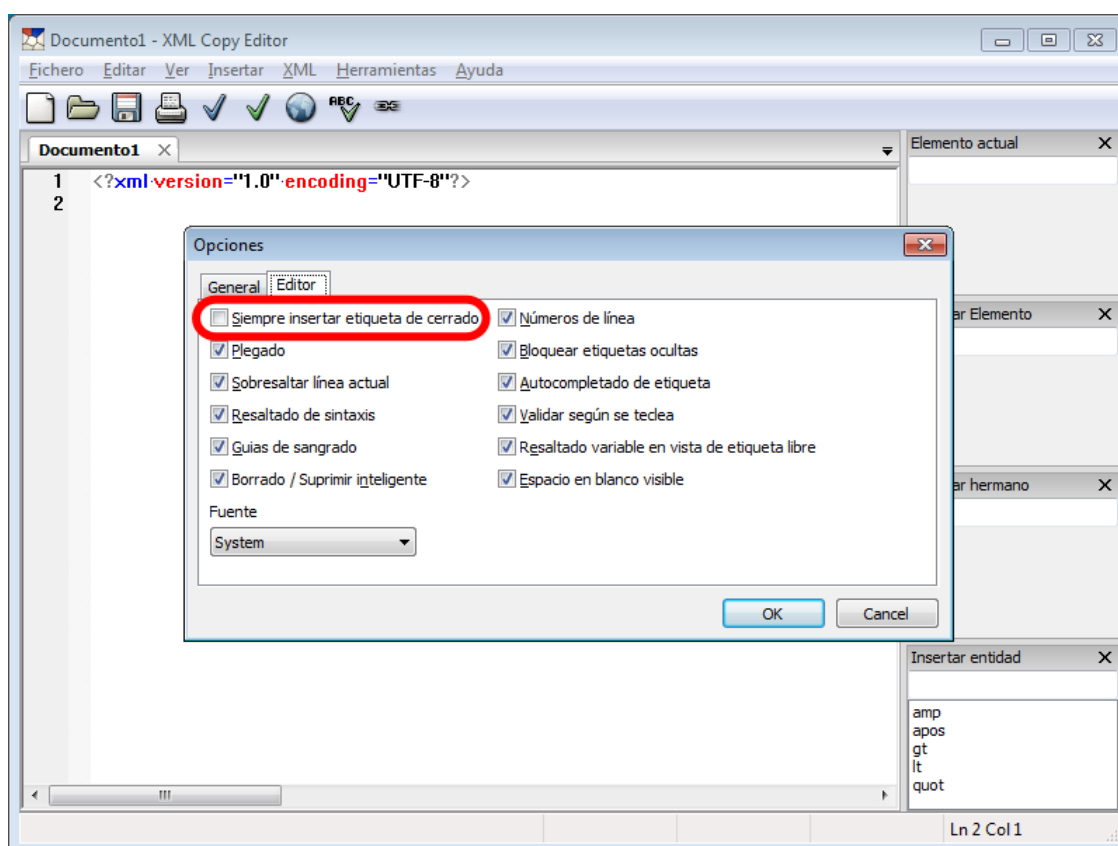 Documento1 - XML Copy Editor
Fichero Editar Ver Insertar XML Herramientas Ayuda
ABC
Documento1
Elemento actual
1 <?xml·version="1.0"·encoding="UTF-8"?>
2
Opciones
General Editor
Siempre insertar etiqueta de cerrado
Números de línea
ar Elemento
Plegado
Bloquear etiquetas ocultas
Sobresaltar línea actual
Autocompletado de etiqueta
Resaltado de sintaxis
Validar según se teclea
Guias de sangrado
Resaltado variable en vista de etiqueta libre
Borrado / Suprimir inteligente
Espacio en blanco visible
ar hermano
Fuente
System
OK
Cancel
Insertar entidad
amp
apos
gt
lt
quot
Ln 2 Col 1